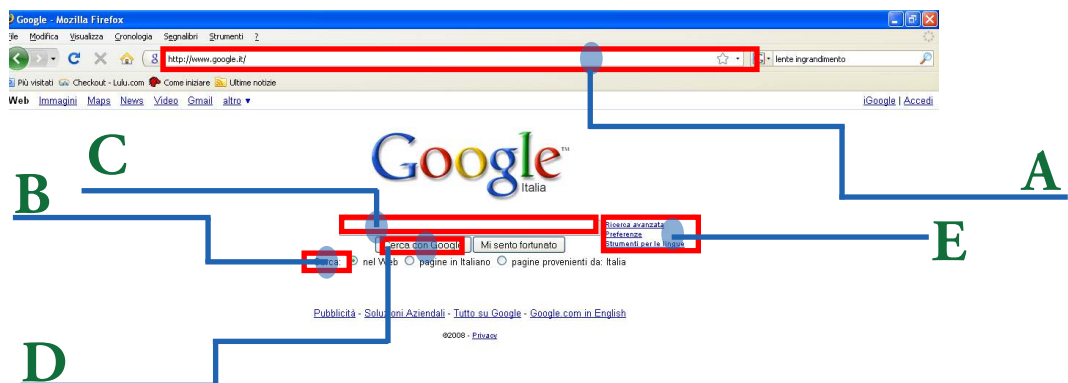 Google - Mozilla Firefox
File Modifica Visualizza Cronologia Segnalibri Strumenti ?
http://www.google.it/ lente ingrandimento
Più visitati Checkout - Lulu.com Come iniziare Ultime notizie
Web Immagini Maps News Video Gmail altro ▼ iGoogle | Accedi
C
A
B
Google™
Italia
Ricerca avanzata
Preferenze
Strumenti per le lingue
E
Cerca con Google Mi sento fortunato
Cerca: nel Web pagine in Italiano pagine provenienti da: Italia
Pubblicità - Soluzioni Aziendali - Tutto su Google - Google.com in English
©2008 - Privacy
D